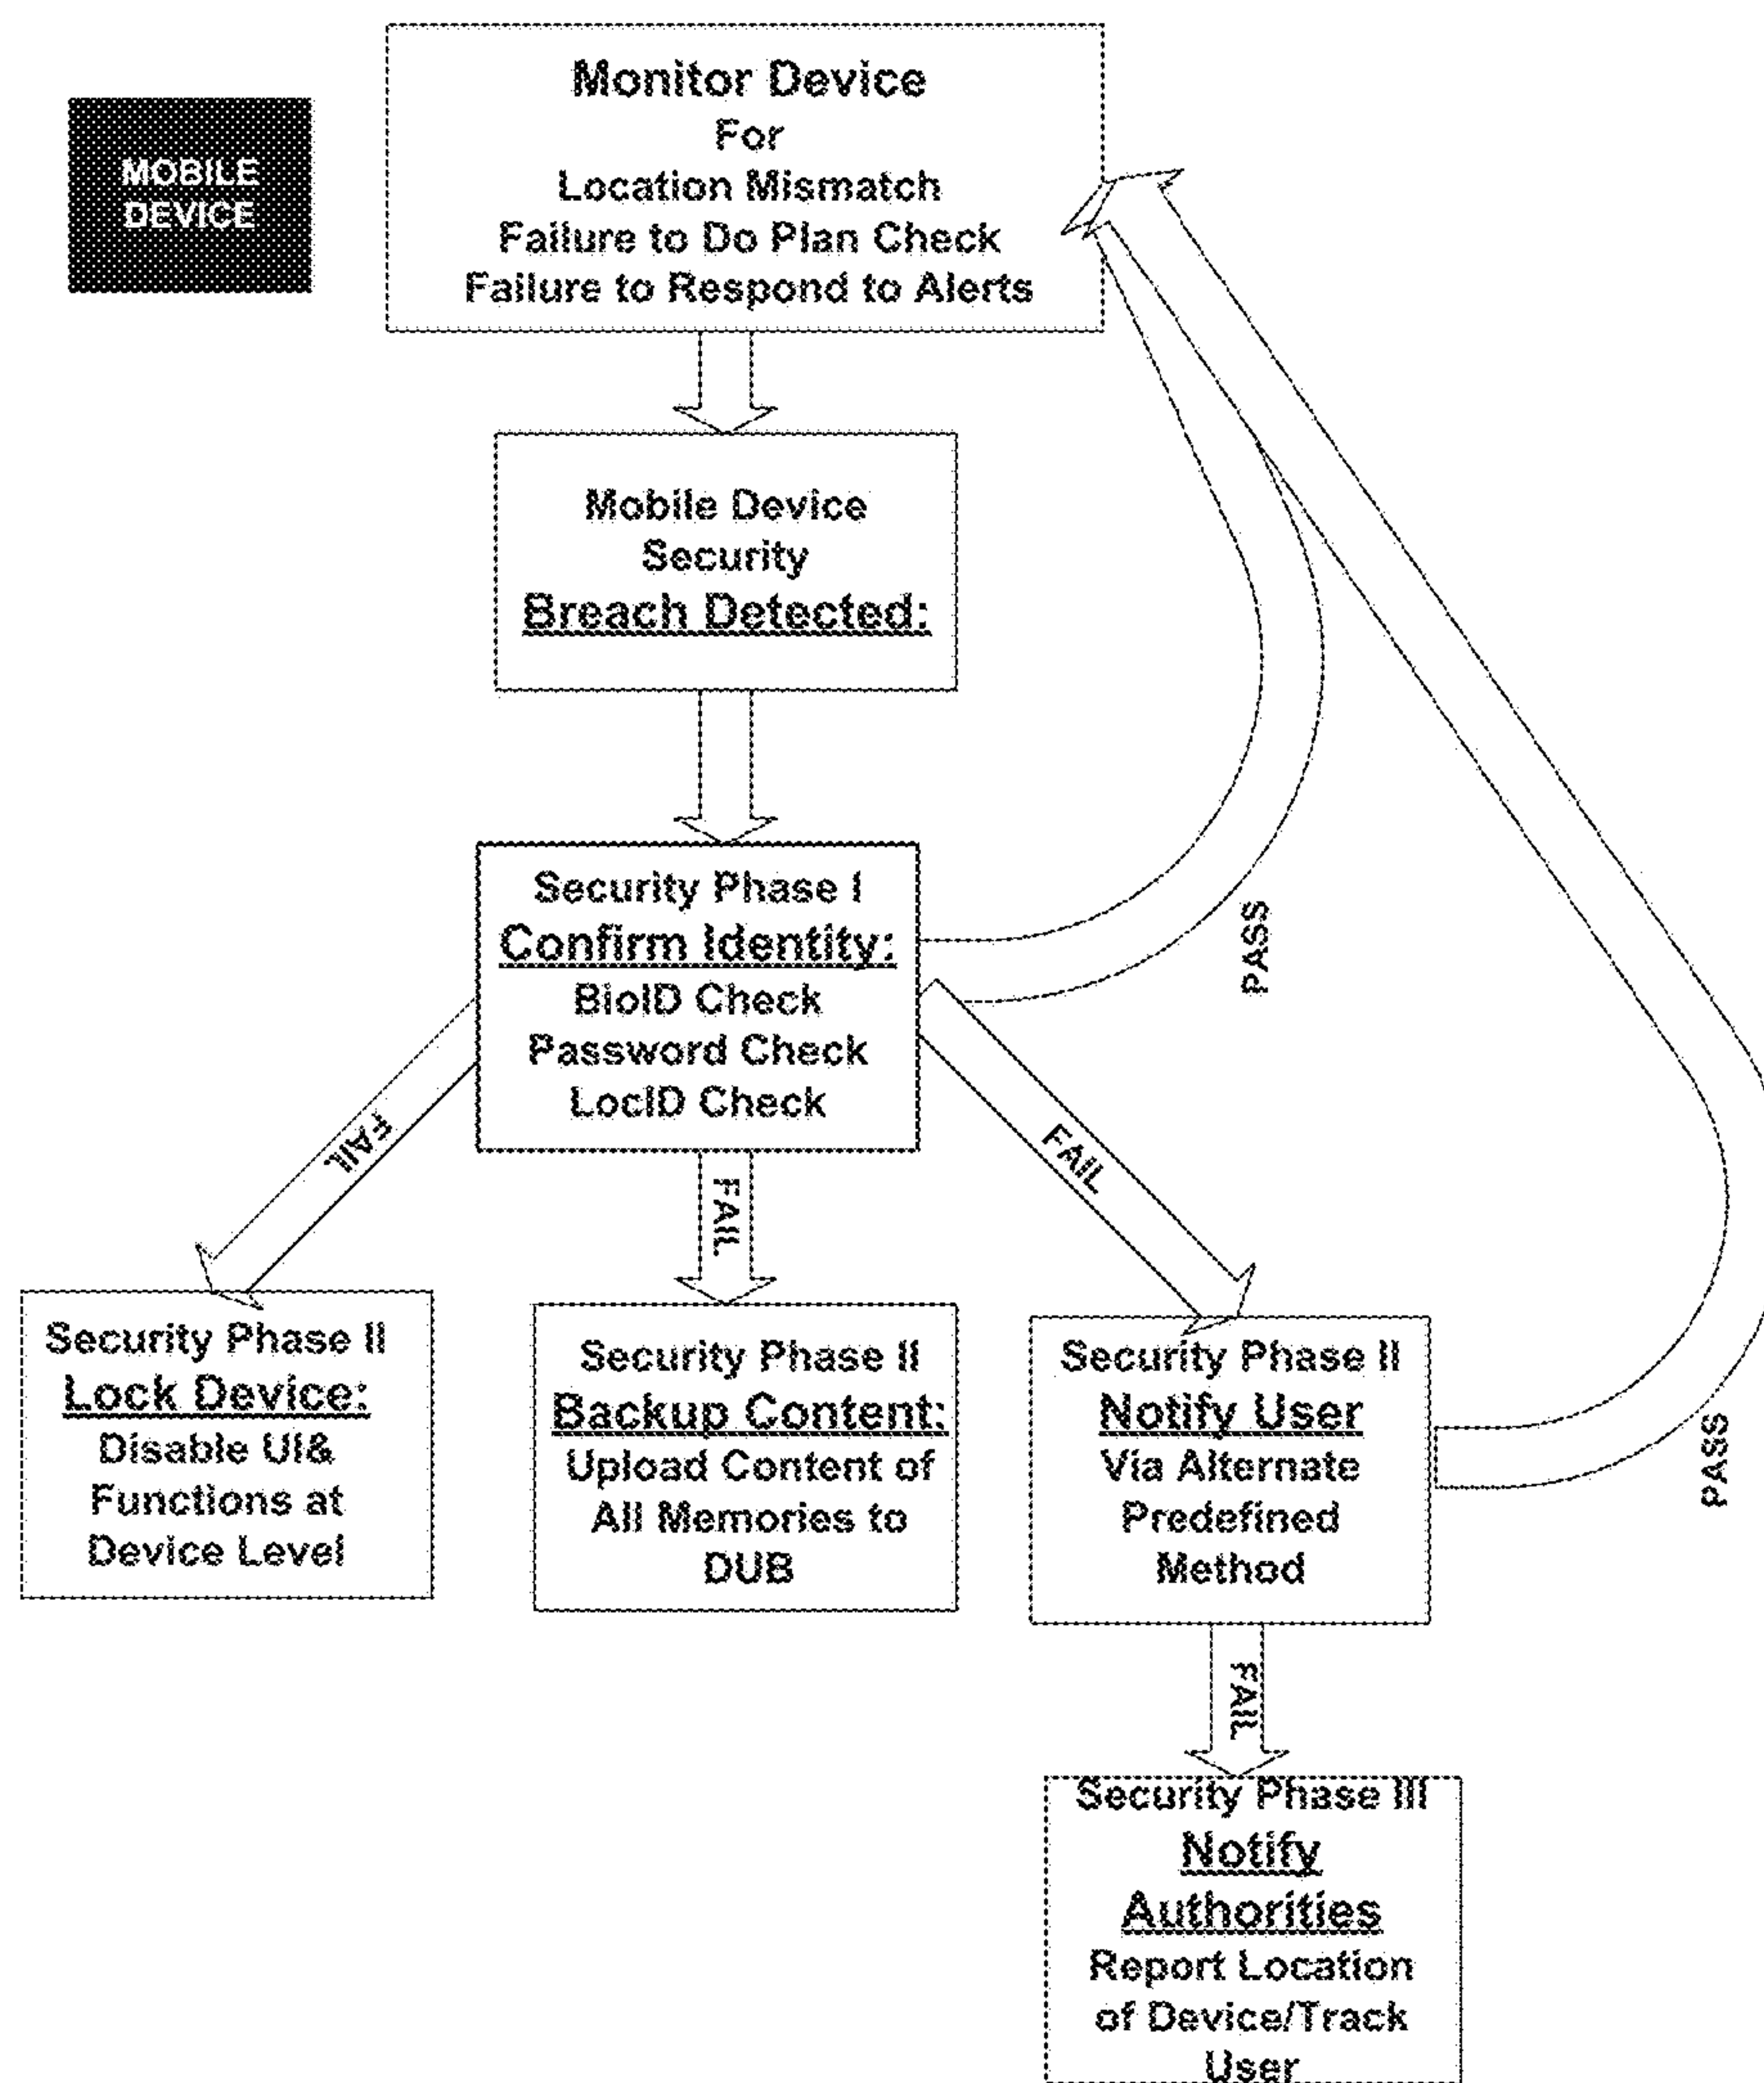 Monitor Device
For
Location Mismatch
Failure to Do Plan Check
Failure to Respond to Alerts
MOBILE
DEVICE
Mobile Device
Security
Breach Detected:
Security Phase I
Confirm Identity:
BioID Check
Password Check
LocID Check
PASS
FAIL
FAIL
FAIL
Security Phase II
Lock Device:
Disable UI&
Functions at
Device Level
Security Phase II
Backup Content:
Upload Content of
All Memories to
DUB
Security Phase II
Notify User
Via Alternate
Predefined
Method
PASS
FAIL
Security Phase III
Notify
Authorities
Report Location
of Device/Track
User